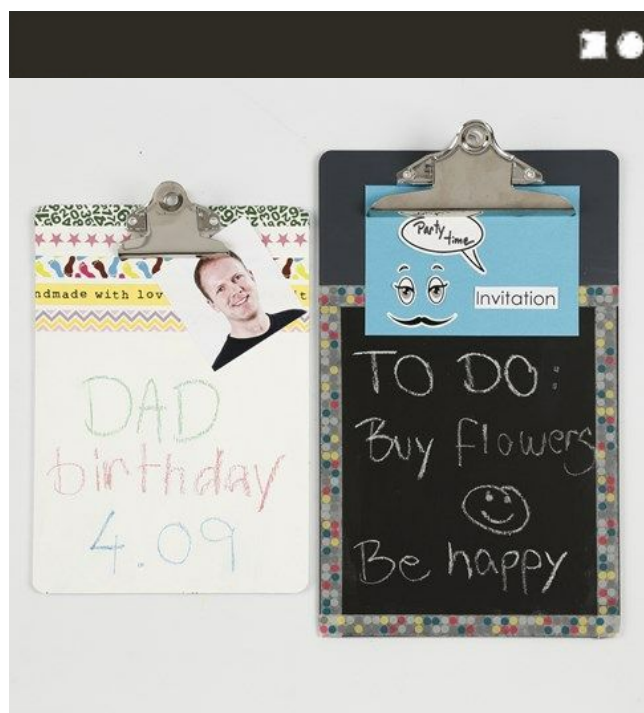 ndmade with lov
DAD
birthday
4.09
Party
time
Invitation
TO DO:
Buy flowers
Be happy